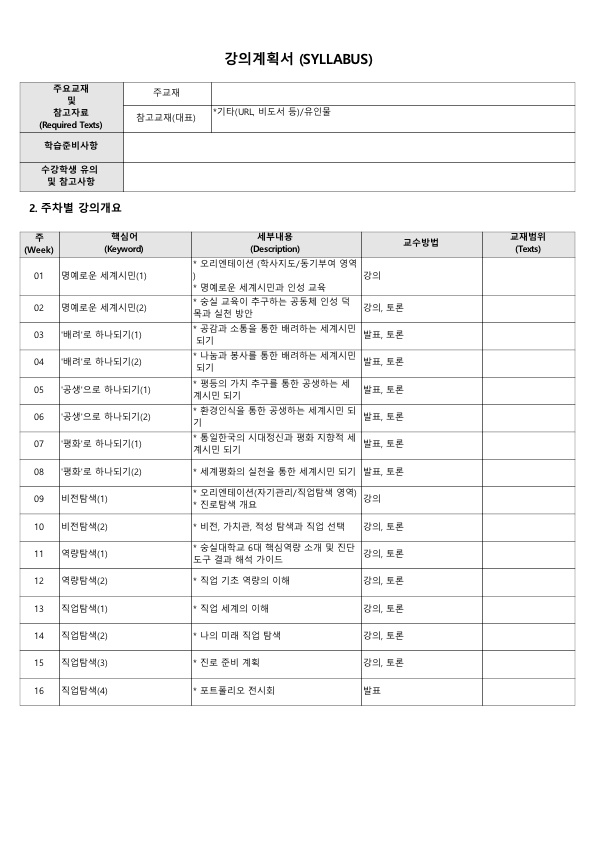 강의계획서 (SYLLABUS)
주요교재
및
참고자료
(Required Texts)
주교재
참고교재(대표)
*기타(URL, 비도서 등)/유인물
학습준비사항
수강학생 유의
및 참고사항
2. 주차별 강의개요
주
(Week)
핵심어
(Keyword)
세부내용
(Description)
교수방법
교재범위
(Texts)
01
명예로운 세계시민(1)
* 오리엔테이션 (학사지도/동기부여 영역
)
* 명예로운 세계시민과 인성 교육
강의
02
명예로운 세계시민(2)
* 숭실 교육이 추구하는 공동체 인성 덕
목과 실천 방안
강의, 토론
03
'배려'로 하나되기(1)
* 공감과 소통을 통한 배려하는 세계시민
되기
발표, 토론
04
'배려'로 하나되기(2)
* 나눔과 봉사를 통한 배려하는 세계시민
되기
발표, 토론
05
'공생'으로 하나되기(1)
* 평등의 가치 추구를 통한 공생하는 세
계시민 되기
발표, 토론
06
'공생'으로 하나되기(2)
* 환경인식을 통한 공생하는 세계시민 되
기
발표, 토론
07
'평화'로 하나되기(1)
* 통일한국의 시대정신과 평화 지향적 세
계시민 되기
발표, 토론
08
'평화'로 하나되기(2)
* 세계평화의 실천을 통한 세계시민 되기
발표, 토론
09
비전탐색(1)
* 오리엔테이션(자기관리/직업탐색 영역)
* 진로탐색 개요
강의
10
비전탐색(2)
* 비전, 가치관, 적성 탐색과 직업 선택
강의, 토론
11
역량탐색(1)
* 숭실대학교 6대 핵심역량 소개 및 진단
도구 결과 해석 가이드
강의, 토론
12
역량탐색(2)
* 직업 기초 역량의 이해
강의, 토론
13
직업탐색(1)
* 직업 세계의 이해
강의, 토론
14
직업탐색(2)
* 나의 미래 직업 탐색
강의, 토론
15
직업탐색(3)
* 진로 준비 계획
강의, 토론
16
직업탐색(4)
* 포트폴리오 전시회
발표